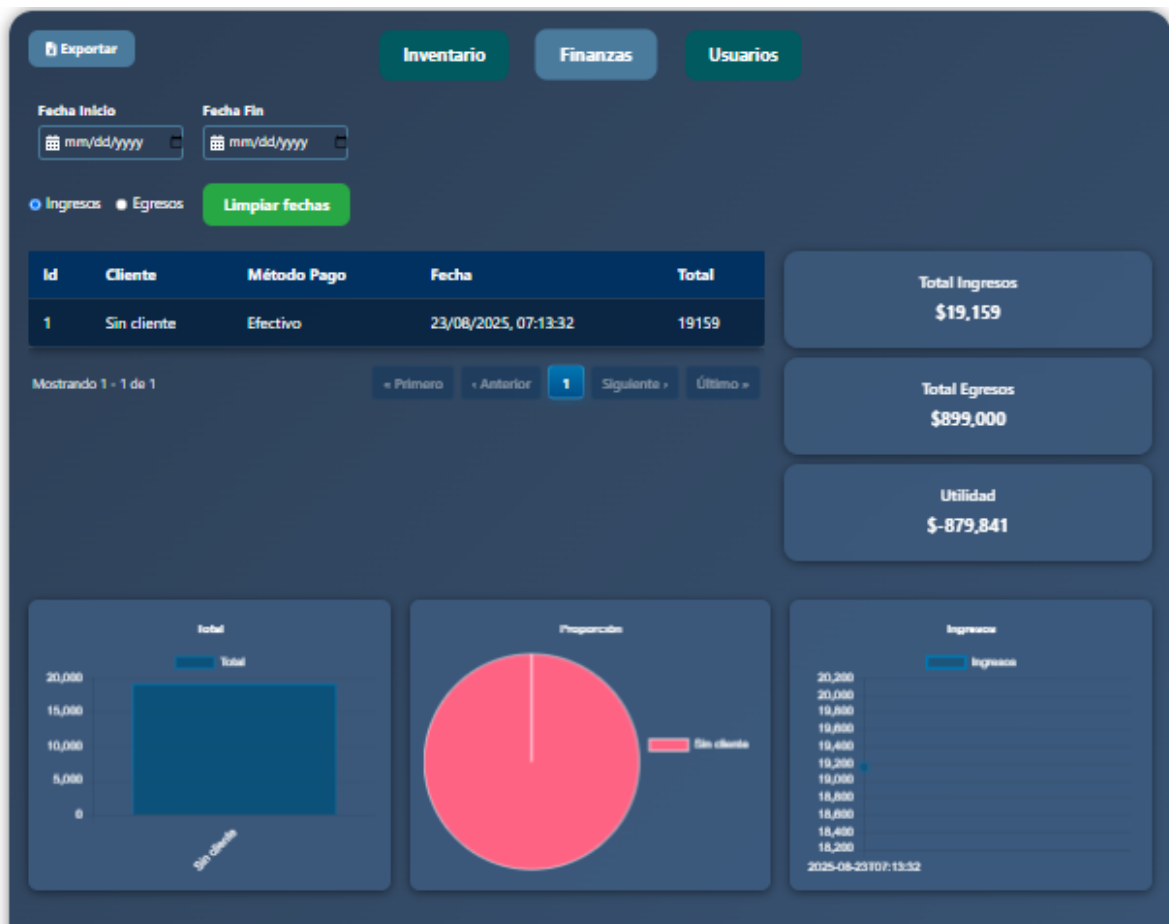 Exportar
Inventario
Finanzas
Usuarios
Fecha Inicio
Fecha Fin
mm/dd/yyyy
mm/dd/yyyy
Ingresos
Egresos
Limpiar fechas
Id Cliente Método Pago Fecha Total
1 Sin cliente Efectivo 23/08/2025, 07:13:32 19159
Mostrando 1 - 1 de 1
« Primero
‹ Anterior
1
Siguiente ›
Último »
Total Ingresos
$19,159
Total Egresos
$899,000
Utilidad
$-879,841
Total
Total
20,000
15,000
10,000
5,000
0
Sin cliente
Proporción
Sin cliente
Ingresos
Ingresos
20,200
20,000
19,800
19,600
19,400
19,200
19,000
18,800
18,600
18,400
18,200
2025-08-23T07:13:32